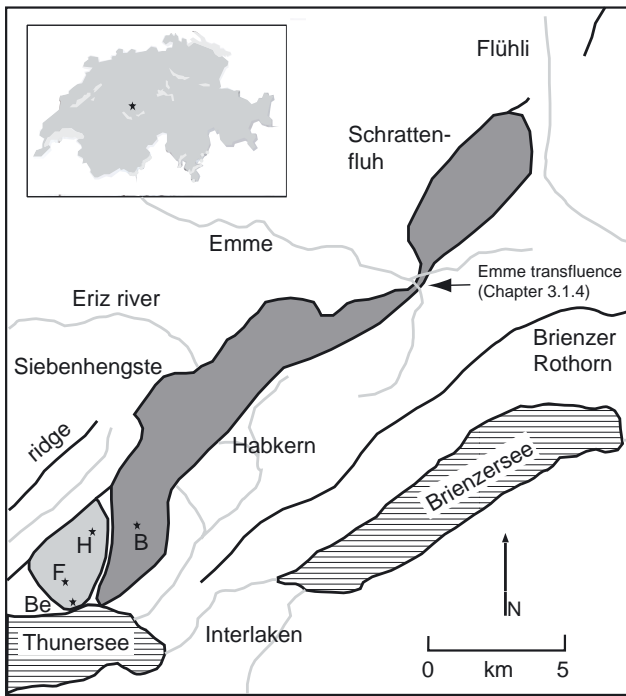 Flühli
Schratten-
fluh
Emme
Emme transfluence
(Chapter 3.1.4)
Eriz river
Brienzer
Rothorn
Siebenhengste
ridge
Habkern
Brienzersee
H
B
F
Be
N
Thunersee
Interlaken
0 km 5